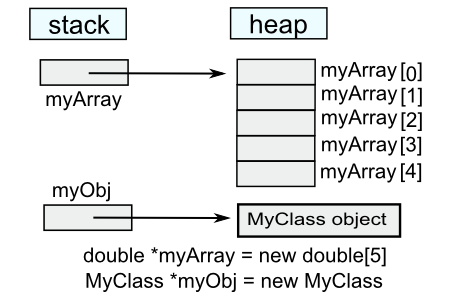 stack
heap
myArray
myArray[0]
myArray[1]
myArray[2]
myArray[3]
myArray[4]
myObj
MyClass object
double *myArray = new double[5]
MyClass *myObj = new MyClass